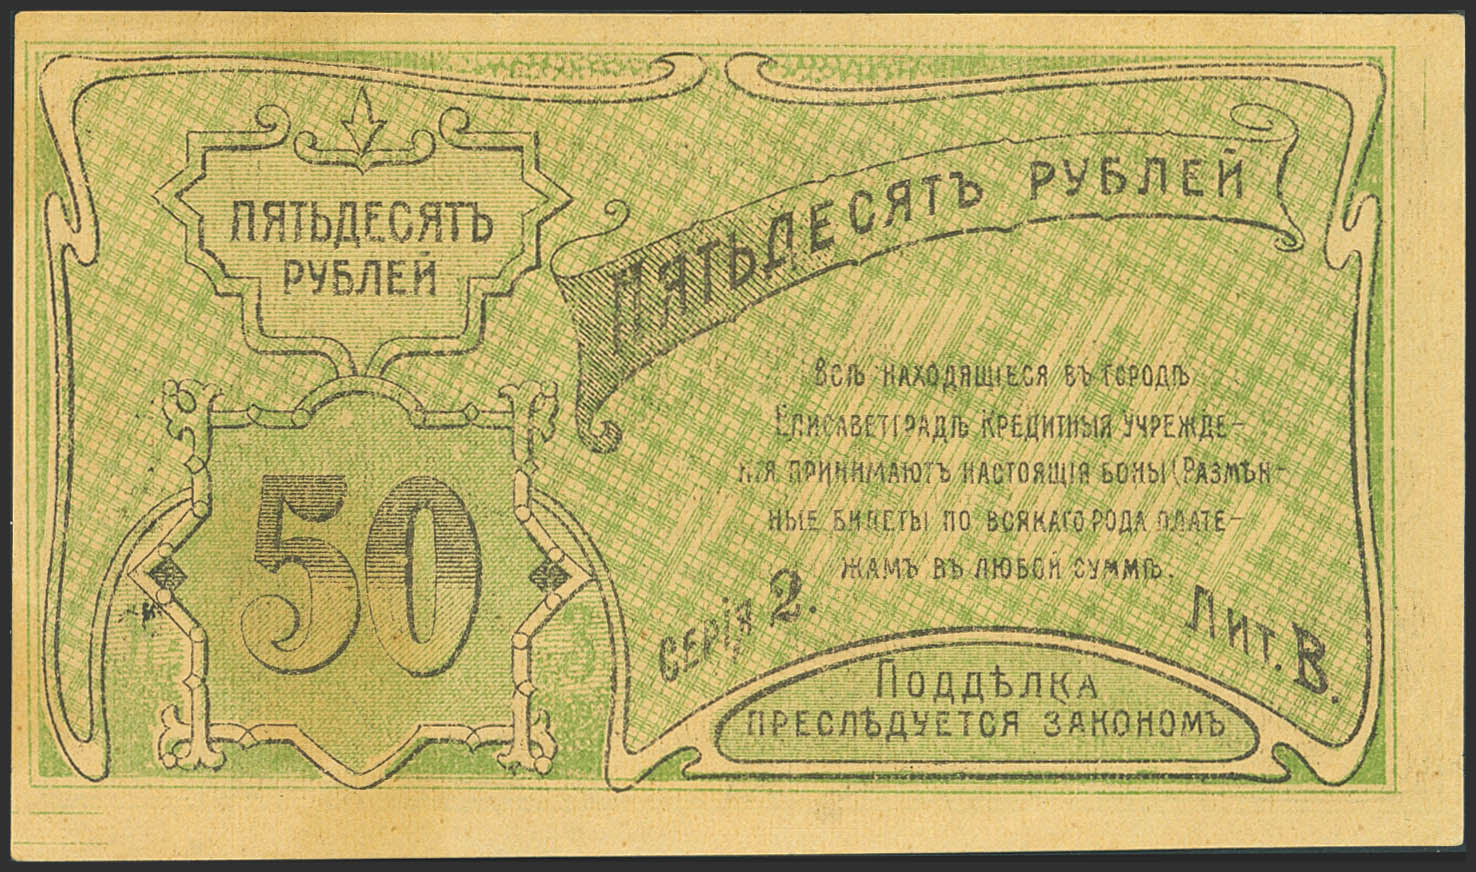 ПЯТЬДЕСЯТЪ
РУБЛЕЙ
ПЯТЬДЕСЯТЪ РУБЛЕЙ
50
Всѣ находящіеся въ городѣ
Елисаветградѣ кредитныя учрежде-
нія принимаютъ настоящія боны (Размѣн-
ные билеты по всякаго рода плате-
жамъ въ любой суммѣ.
Серія 2.
Лит. В.
Поддѣлка
преслѣдуется закономъ